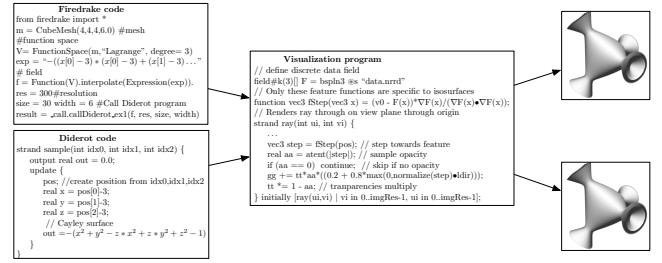 Firedrake code
from firedrake import *
m = CubeMesh(4,4,4,6.0) #mesh
#function space
V= FunctionSpace(m,"Lagrange", degree= 3)
exp = "−((x[0] − 3) ∗ (x[0] − 3) + (x[1] − 3) ..."
# field
f = Function(V).interpolate(Expression(exp)).
res = 300#resolution
size = 30 width = 6 #Call Diderot program
result = _call.callDiderot_ex1(f, res, size, width)
Diderot code
strand sample(int idx0, int idx1, int idx2) {
output real out = 0.0;
update {
pos; //create position from idx0,idx1,idx2
real x = pos[0]-3;
real y = pos[1]-3;
real z = pos[2]-3;
// Cayley surface
out =−(x² + y² − z ∗ x² + z ∗ y² + z² − 1)
}
}
Visualization program
// define discrete data field
field#k(3)[] F = bspln3 ⊛ "data.nrrd"
// Only these feature functions are specific to isosurfaces
function vec3 fStep(vec3 x) = (v0 - F(x))*∇F(x)/(∇F(x)•∇F(x));
// Renders ray through on view plane through origin
strand ray(int ui, int vi) {
...
vec3 step = fStep(pos); // step towards feature
real aa = atent(|step|); // sample opacity
if (aa == 0) continue; // skip if no opacity
gg += tt*aa*((0.2 + 0.8*max(0,normalize(step)•ldir)));
tt *= 1 - aa; // tranparencies multiply
} initially [ray(ui,vi) | vi in 0..imgRes-1, ui in 0..imgRes-1];